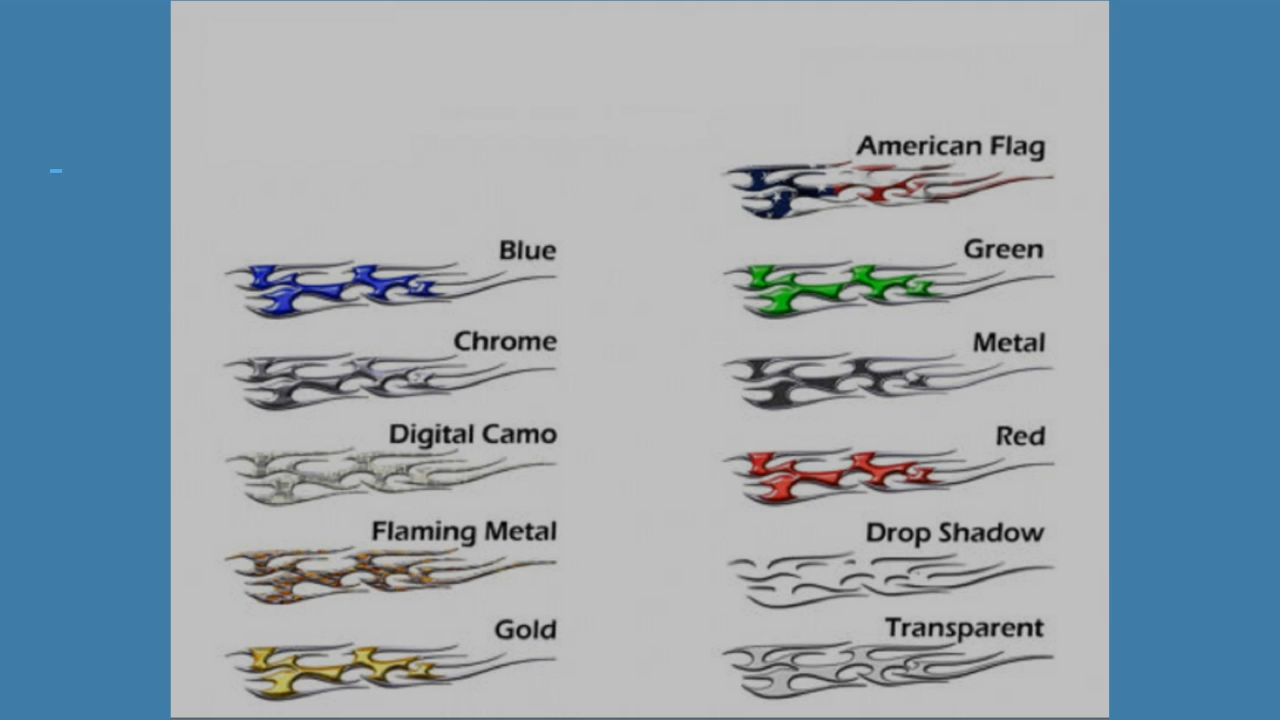 American Flag
Blue
Green
Chrome
Metal
Digital Camo
Red
Flaming Metal
Drop Shadow
Gold
Transparent